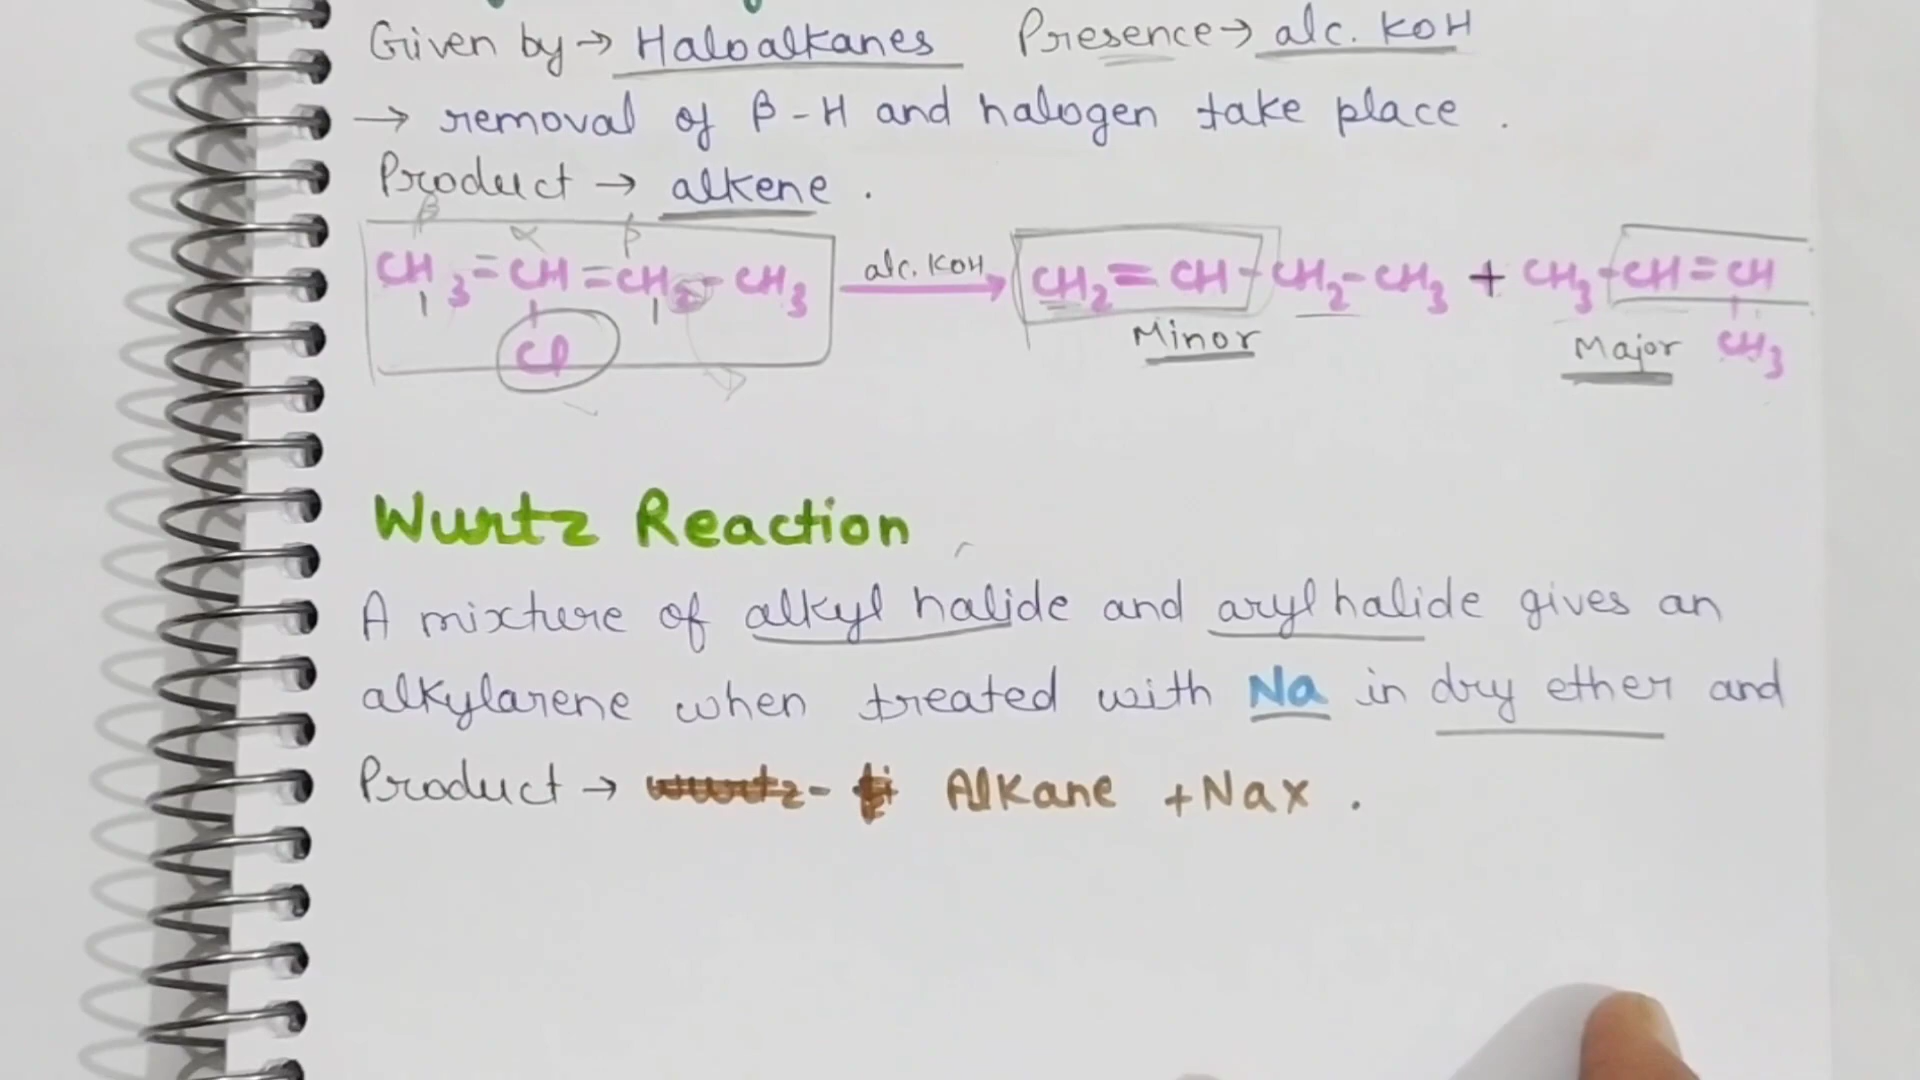 Given by → Haloalkanes Presence → alc. KOH
→ removal of β-H and halogen take place .
Product → alkene .
β α β
CH3 = CH = CH2 - CH3 alc. KOH CH2 = CH - CH2 - CH3 + CH3 - CH = CH
Cl Minor Major CH3
Wurtz Reaction
A mixture of alkyl halide and aryl halide gives an
alkylarene when treated with Na in dry ether and
Product → Alkane + Nax .